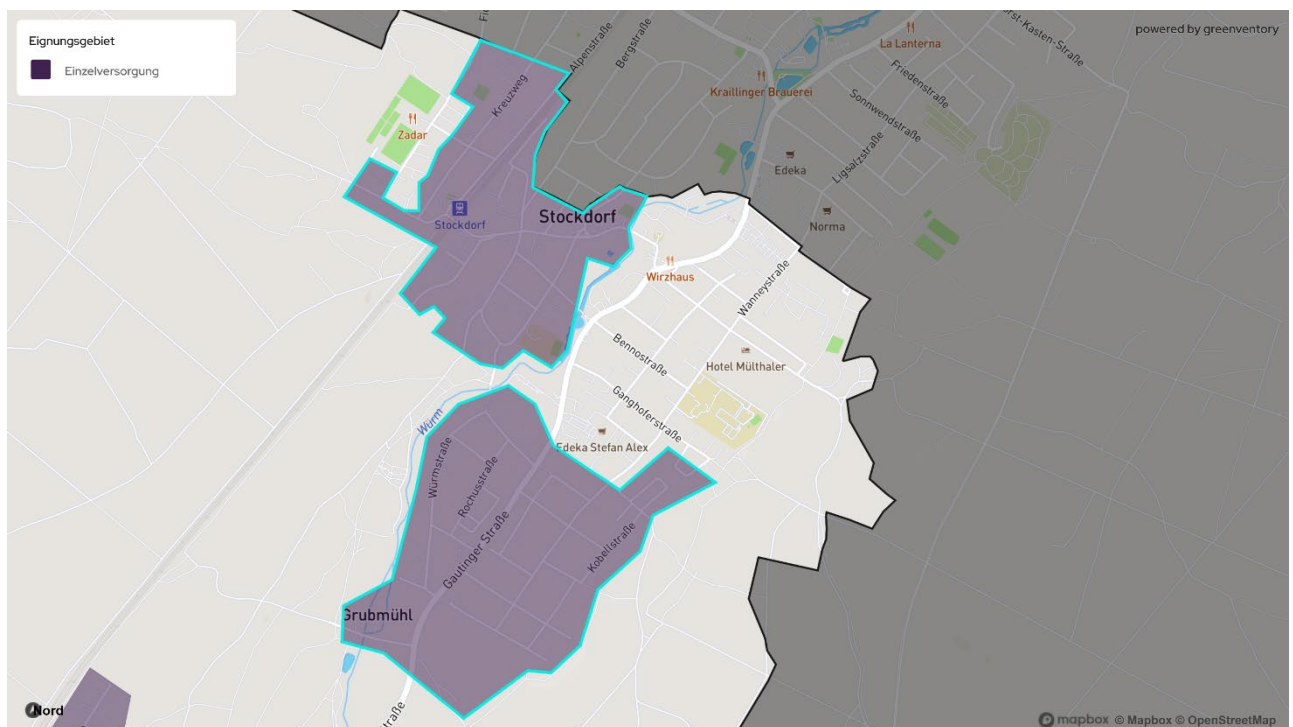 Eignungsgebiet
Einzelversorgung
powered by greenventory
La Lanterna
Alpenstraße
Bergstraße
Kreuzweg
Kraillinger Brauerei
Friedenstraße
Sonnwendstraße
Zadar
Edeka
Ligsalzstraße
Stockdorf
Stockdorf
Norma
Wirzhaus
Wanneystraße
Bennostraße
Hotel Mülthaler
Ganghoferstraße
Würm
Edeka Stefan Alex
Würmstraße
Rochusstraße
Gautinger Straße
Kobellstraße
Grubmühl
Nord
mapbox © Mapbox © OpenStreetMap